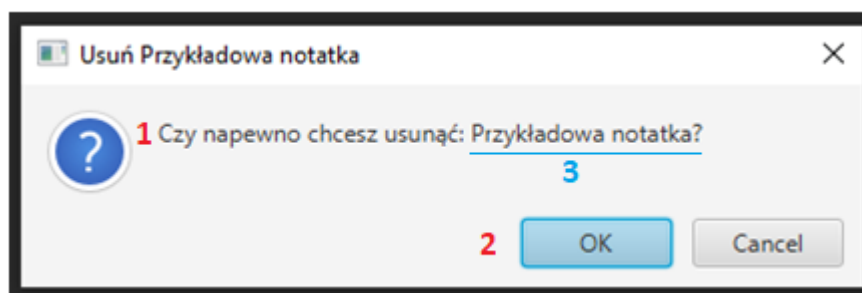 Usuń Przykładowa notatka
1 Czy napewno chcesz usunąć: Przykładowa notatka?
3
2 OK Cancel